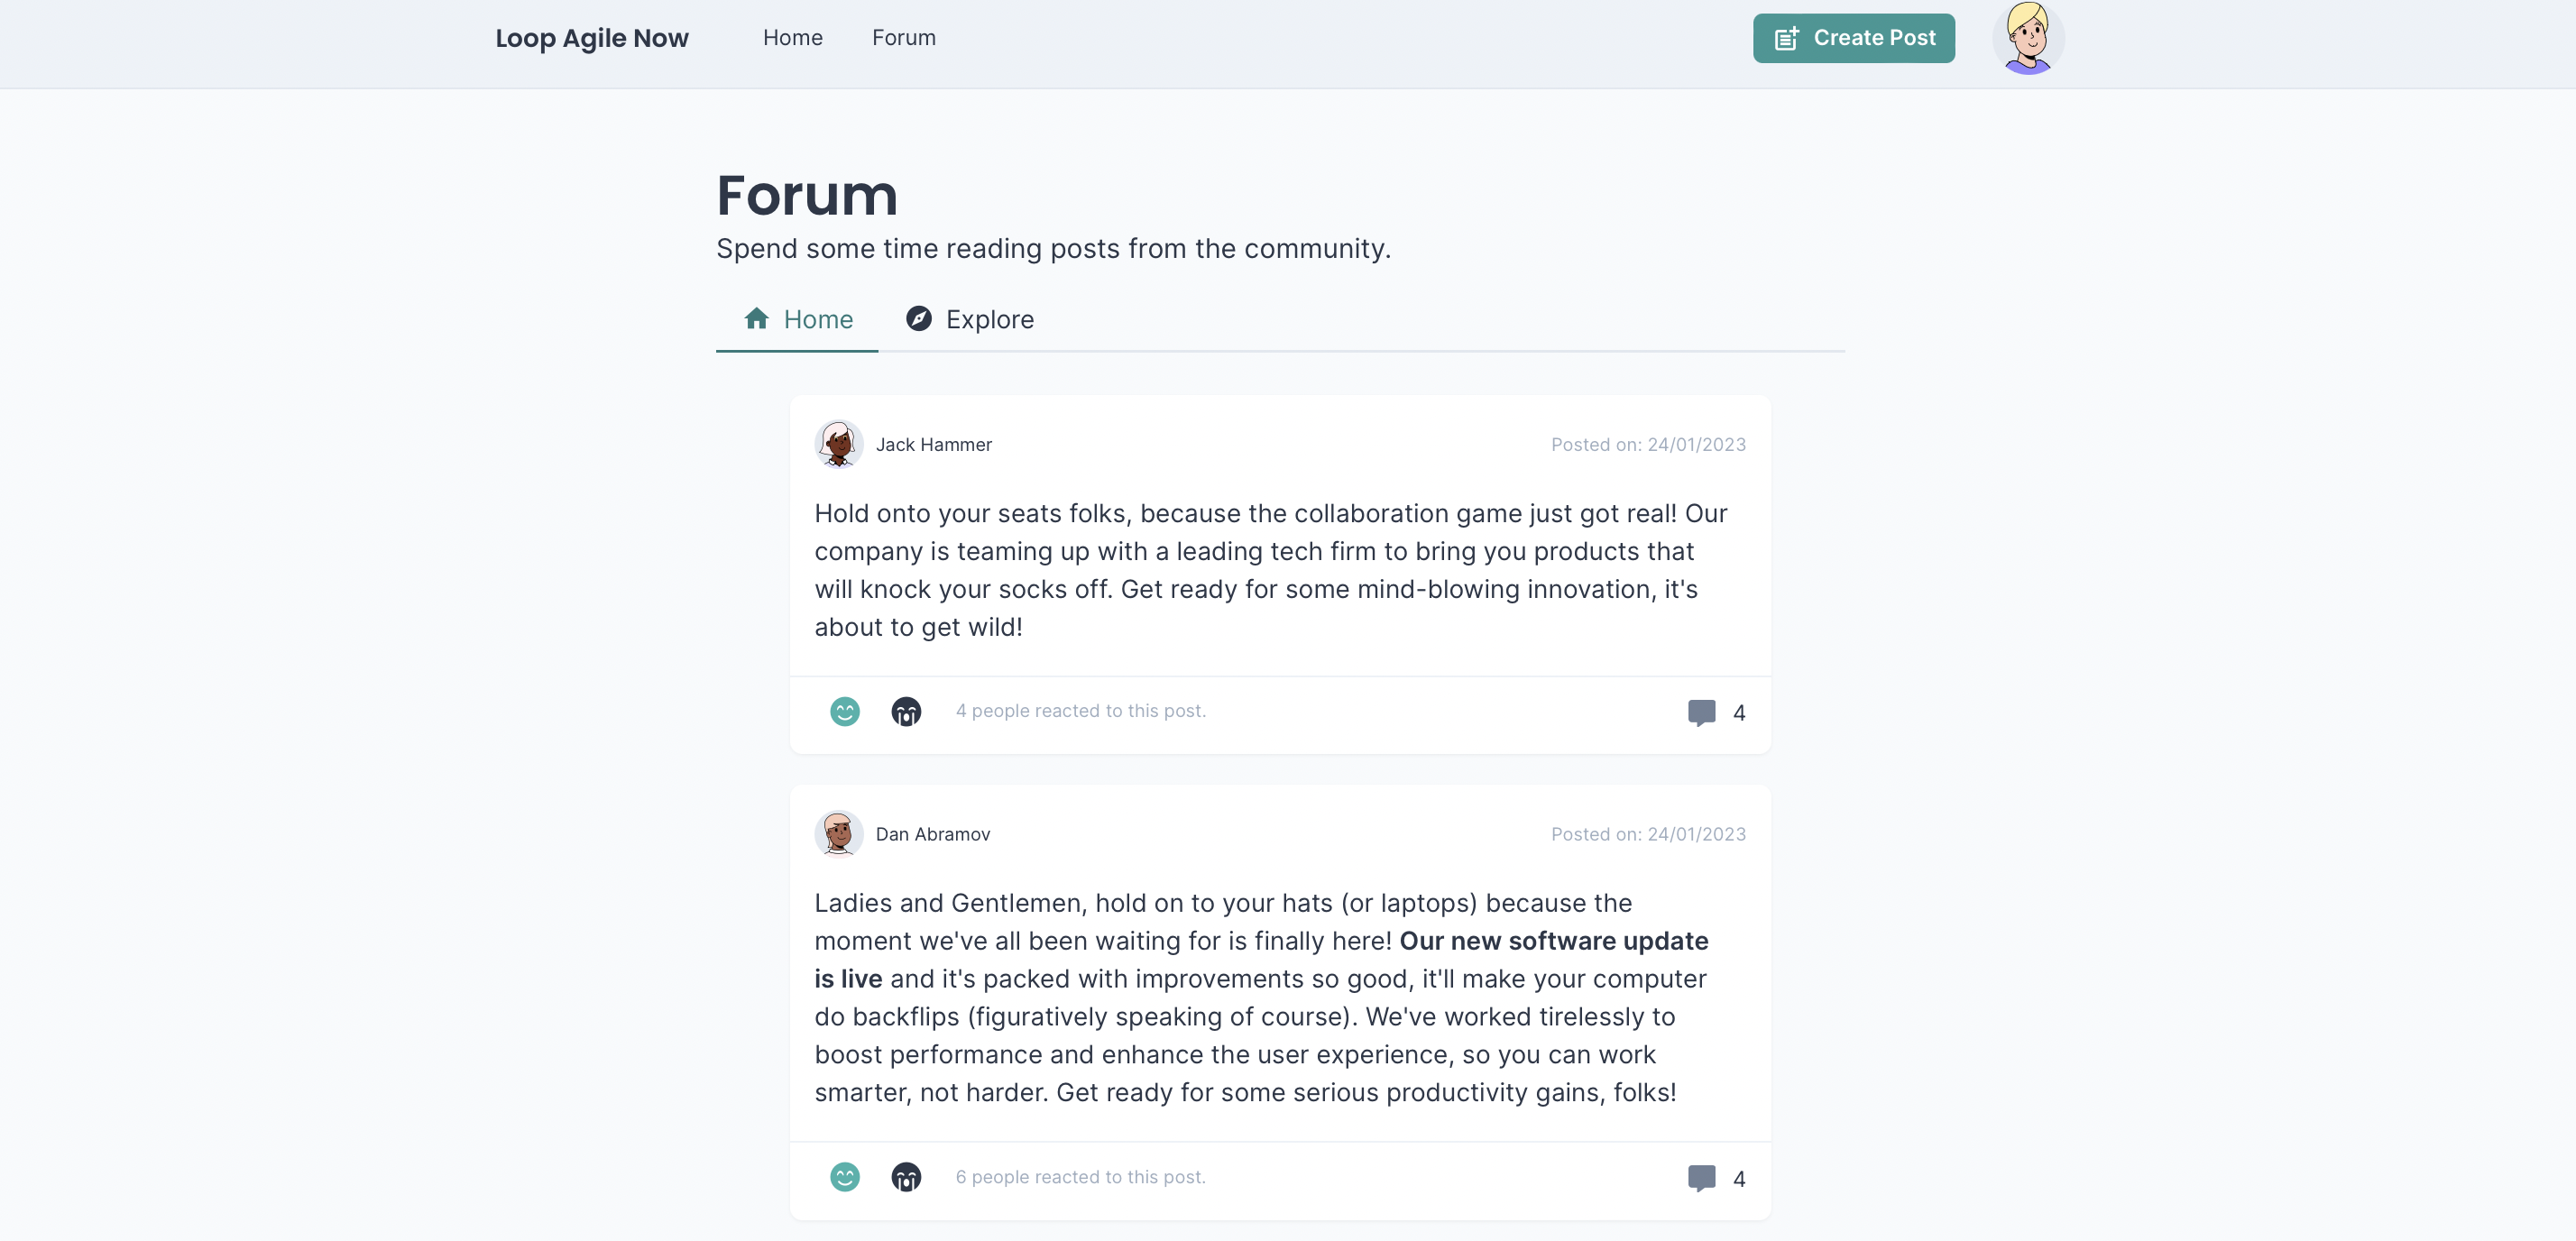 Loop Agile Now
Home
Forum
Create Post
Forum
Spend some time reading posts from the community.
Home
Explore
Jack Hammer
Posted on: 24/01/2023
Hold onto your seats folks, because the collaboration game just got real! Our
company is teaming up with a leading tech firm to bring you products that
will knock your socks off. Get ready for some mind-blowing innovation, it's
about to get wild!
4 people reacted to this post.
4
Dan Abramov
Posted on: 24/01/2023
Ladies and Gentlemen, hold on to your hats (or laptops) because the
moment we've all been waiting for is finally here! Our new software update
is live and it's packed with improvements so good, it'll make your computer
do backflips (figuratively speaking of course). We've worked tirelessly to
boost performance and enhance the user experience, so you can work
smarter, not harder. Get ready for some serious productivity gains, folks!
6 people reacted to this post.
4